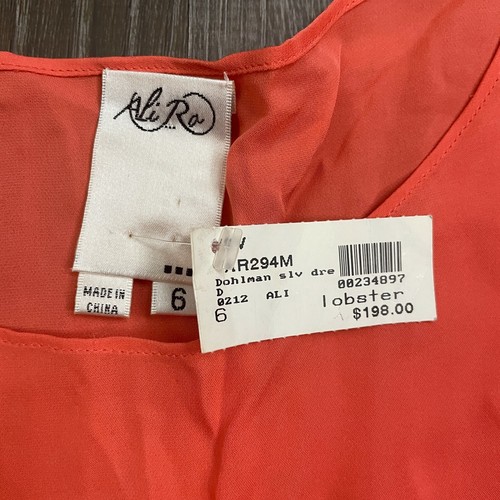 Ali Ro
MADE IN
CHINA
6
R294M
Dohlman slv dre
D
0212 ALI
6
00234897
lobster
$198.00